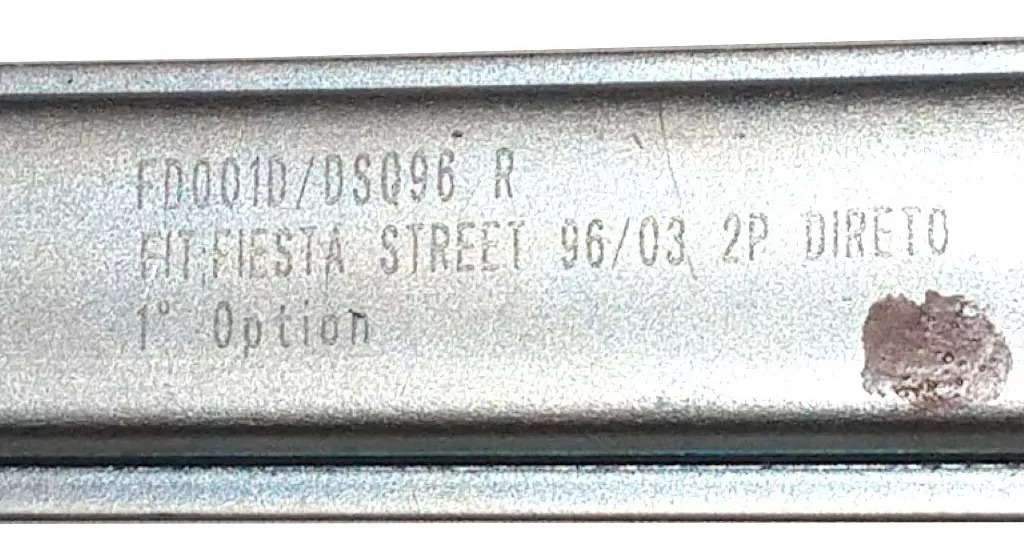 FD001D/DS096 R
FIT:FIESTA STREET 96/03 2P DIRETO
1° Option